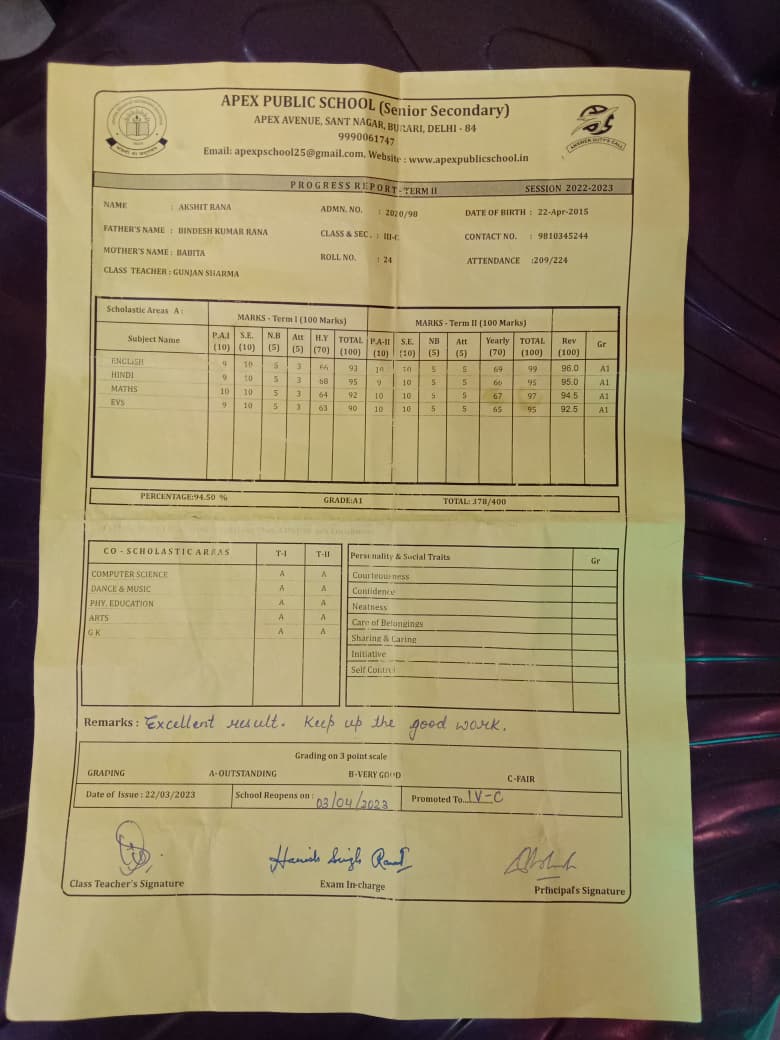 APEX PUBLIC SCHOOL (Senior Secondary)
APEX AVENUE, SANT NAGAR, BURARI, DELHI - 84
9990061747
Email: apexpschool25@gmail.com, Website : www.apexpublicschool.in
ANSWER DUTY'S CALL
PROGRESS REPORT - TERM II SESSION 2022-2023
NAME : AKSHIT RANA ADMN. NO. : 2020/98 DATE OF BIRTH : 22-Apr-2015
FATHER'S NAME : BINDESH KUMAR RANA CLASS & SEC. : III-C CONTACT NO. : 9810345244
MOTHER'S NAME : BABITA ROLL NO. : 24 ATTENDANCE :209/224
CLASS TEACHER : GUNJAN SHARMA
Scholastic Areas A : MARKS - Term I (100 Marks) MARKS - Term II (100 Marks)
Subject Name P.A.I (10) S.E. (10) N.B (5) Att (5) H.Y (70) TOTAL (100) P.A-II (10) S.E. (10) NB (5) Att (5) Yearly (70) TOTAL (100) Rev (100) Gr
ENGLISH 9 10 5 3 66 93 10 10 5 5 69 99 96.0 A1
HINDI 9 10 5 3 68 95 9 10 5 5 66 95 95.0 A1
MATHS 10 10 5 3 64 92 10 10 5 5 67 97 94.5 A1
EVS 9 10 5 3 63 90 10 10 5 5 65 95 92.5 A1
PERCENTAGE:94.50 % GRADE:A1 TOTAL: 378/400
CO - SCHOLASTIC AREAS T-I T-II
COMPUTER SCIENCE A A
DANCE & MUSIC A A
PHY. EDUCATION A A
ARTS A A
G K A A
Personality & Social Traits Gr
Courteousness
Confidence
Neatness
Care of Belongings
Sharing & Caring
Initiative
Self Control
Remarks : Excellent result. Keep up the good work.
Grading on 3 point scale
GRADING A-OUTSTANDING B-VERY GOOD C-FAIR
Date of Issue : 22/03/2023 School Reopens on : 03/04/2023 Promoted To...IV-C
Class Teacher's Signature Exam In-charge Principal's Signature